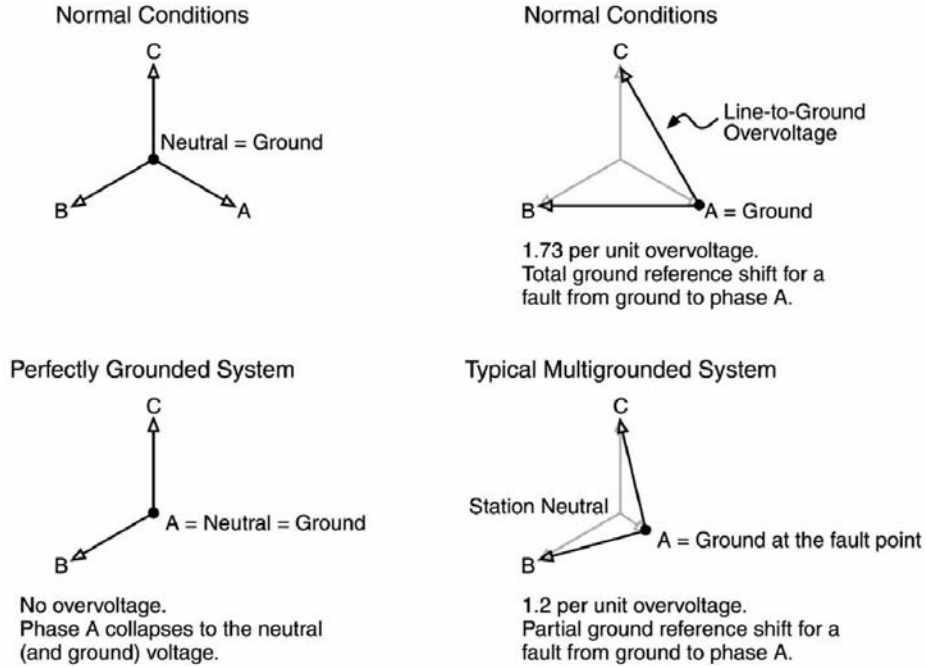 Normal Conditions
C
Neutral = Ground
B
A
Normal Conditions
C
Line-to-Ground
Overvoltage
B
A = Ground
1.73 per unit overvoltage.
Total ground reference shift for a
fault from ground to phase A.
Perfectly Grounded System
C
A = Neutral = Ground
B
No overvoltage.
Phase A collapses to the neutral
(and ground) voltage.
Typical Multigrounded System
C
Station Neutral
A = Ground at the fault point
B
1.2 per unit overvoltage.
Partial ground reference shift for a
fault from ground to phase A.